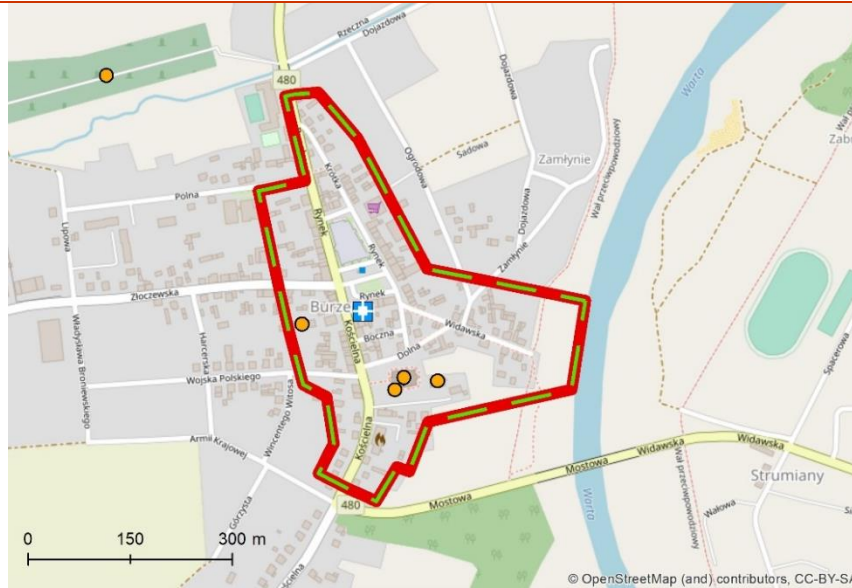 Rzeczna
Dojazdowa
480
Warta
Wał przeciwpowodziowy
Dojazdowa
Sadowa
Zamłynie
Ogrodowa
Krótka
Polna
Lipowa
Rynek
Rynek
Dojazdowa
Zamłynie
Złoczewska
Rynek
Burze
Kościelna
Widawska
Boczna
Dolna
Harcerska
Władysława Broniewskiego
Wojska Polskiego
Wincentego Witosa
Spacerowa
Armii Krajowej
Kościelna
Widawska
Widawska
Mostowa
Mostowa
480
Górzysta
Warta
Wał przeciwpowodziowy
Wałowa
Strumiany
0 150 300 m
© OpenStreetMap (and) contributors, CC-BY-SA